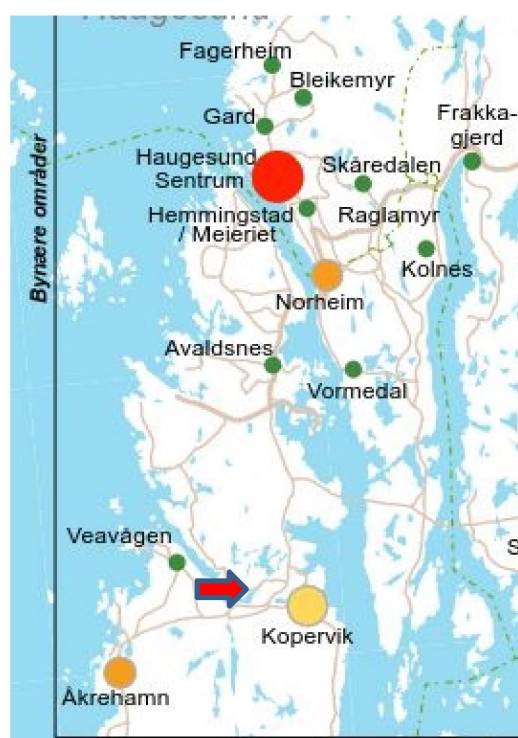 Haugesund
Fagerheim
Bleikemyr
Gard
Frakka-
gjerd
Haugesund
Sentrum
Skåredalen
Hemmingstad
/ Meieriet
Raglamyr
Kolnes
Norheim
Avaldsnes
Vormedal
Veavågen
S
Kopervik
Åkrehamn
Bynære områder